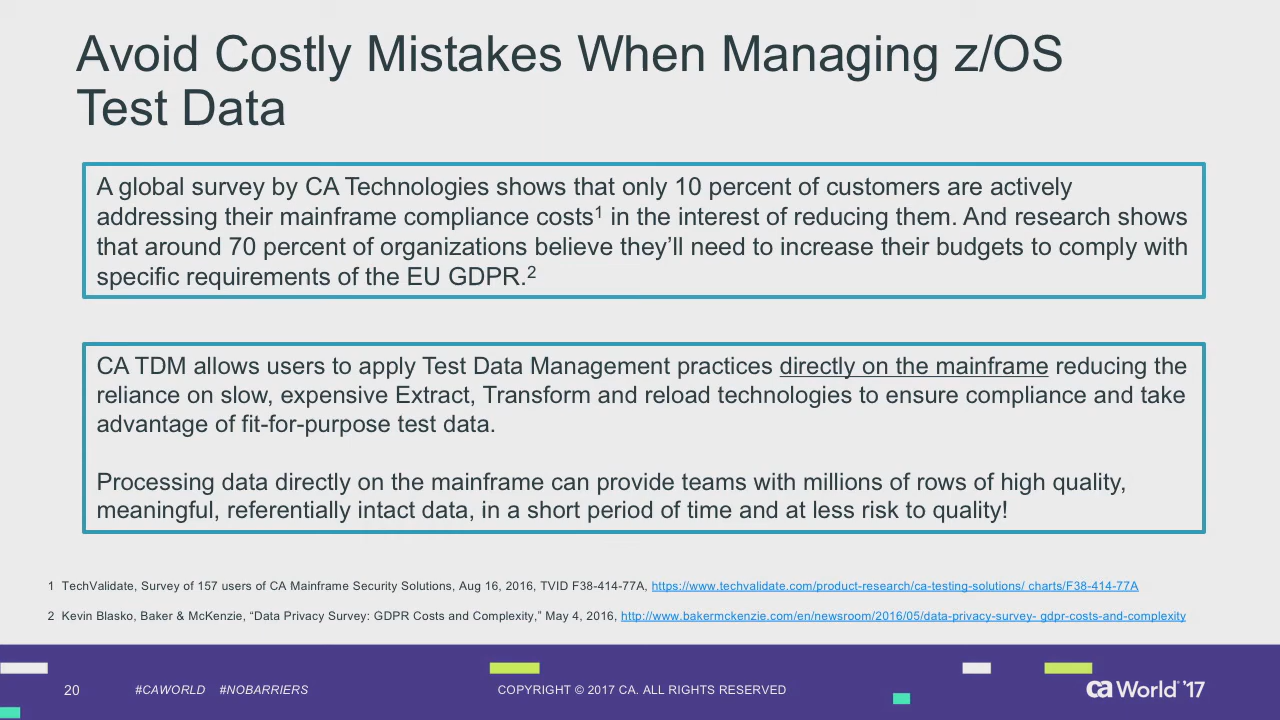 Avoid Costly Mistakes When Managing z/OS
Test Data
A global survey by CA Technologies shows that only 10 percent of customers are actively
addressing their mainframe compliance costs¹ in the interest of reducing them. And research shows
that around 70 percent of organizations believe they’ll need to increase their budgets to comply with
specific requirements of the EU GDPR.²
CA TDM allows users to apply Test Data Management practices directly on the mainframe reducing the
reliance on slow, expensive Extract, Transform and reload technologies to ensure compliance and take
advantage of fit-for-purpose test data.
Processing data directly on the mainframe can provide teams with millions of rows of high quality,
meaningful, referentially intact data, in a short period of time and at less risk to quality!
1 TechValidate, Survey of 157 users of CA Mainframe Security Solutions, Aug 16, 2016, TVID F38-414-77A, https://www.techvalidate.com/product-research/ca-testing-solutions/ charts/F38-414-77A
2 Kevin Blasko, Baker & McKenzie, “Data Privacy Survey: GDPR Costs and Complexity,” May 4, 2016, http://www.bakermckenzie.com/en/newsroom/2016/05/data-privacy-survey- gdpr-costs-and-complexity
20 #CAWORLD #NOBARRIERS COPYRIGHT © 2017 CA. ALL RIGHTS RESERVED ca World ’17